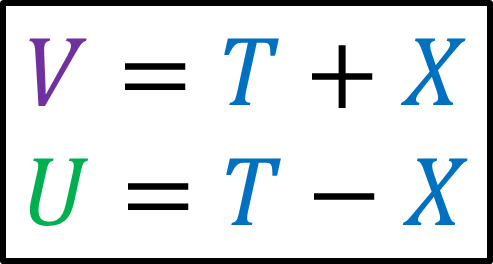 V = T + X
U = T − X